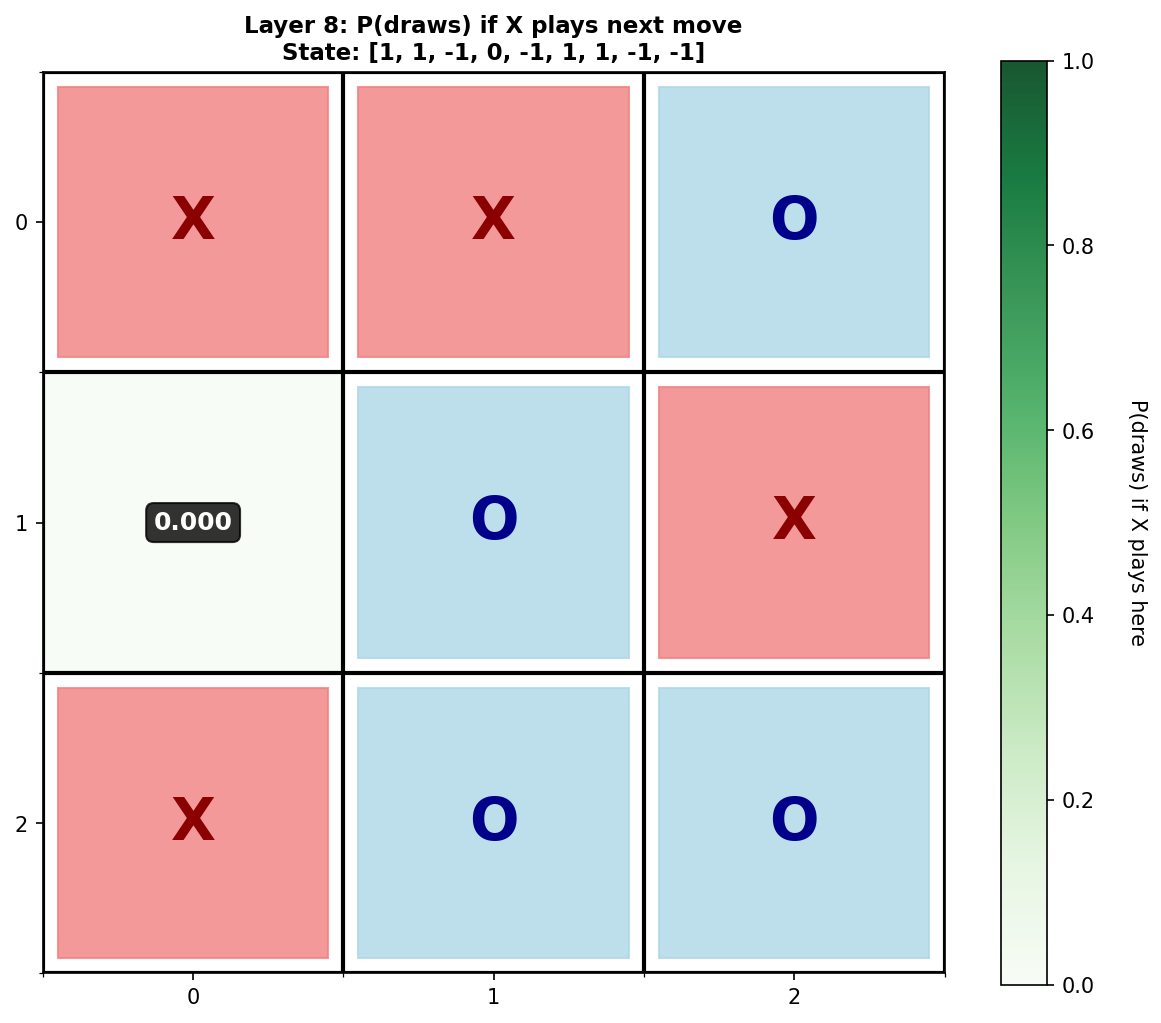 Layer 8: P(draws) if X plays next move
State: [1, 1, -1, 0, -1, 1, 1, -1, -1]
X
X
O
0
0.000
O
X
1
X
O
O
2
0
1
2
1.0
0.8
0.6
0.4
0.2
0.0
P(draws) if X plays here